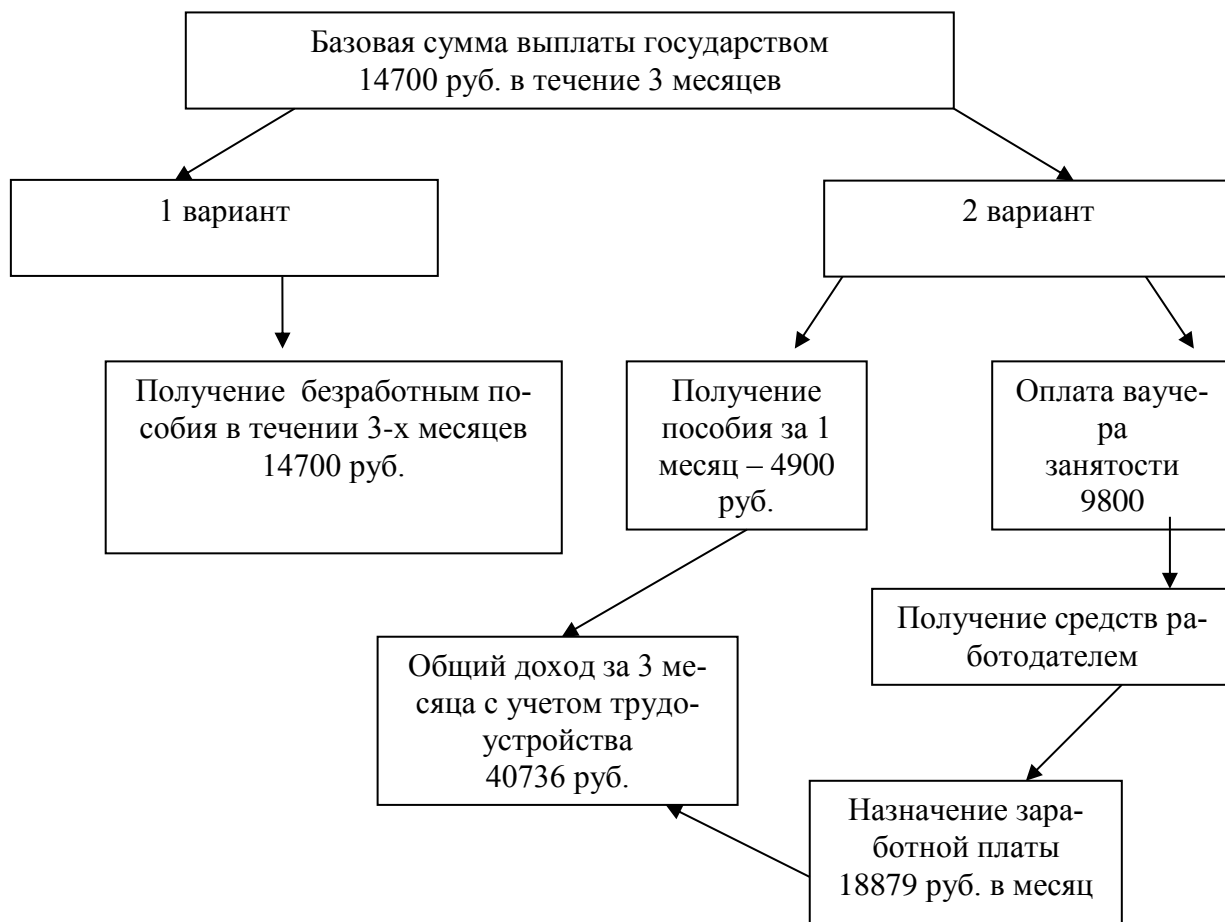 Базовая сумма выплаты государством
14700 руб. в течение 3 месяцев
1 вариант
2 вариант
Получение безработным по-
собия в течении 3-х месяцев
14700 руб.
Получение
пособия за 1
месяц – 4900
руб.
Оплата вауче-
ра
занятости
9800
Получение средств ра-
ботодателем
Общий доход за 3 ме-
сяца с учетом трудо-
устройства
40736 руб.
Назначение зара-
ботной платы
18879 руб. в месяц